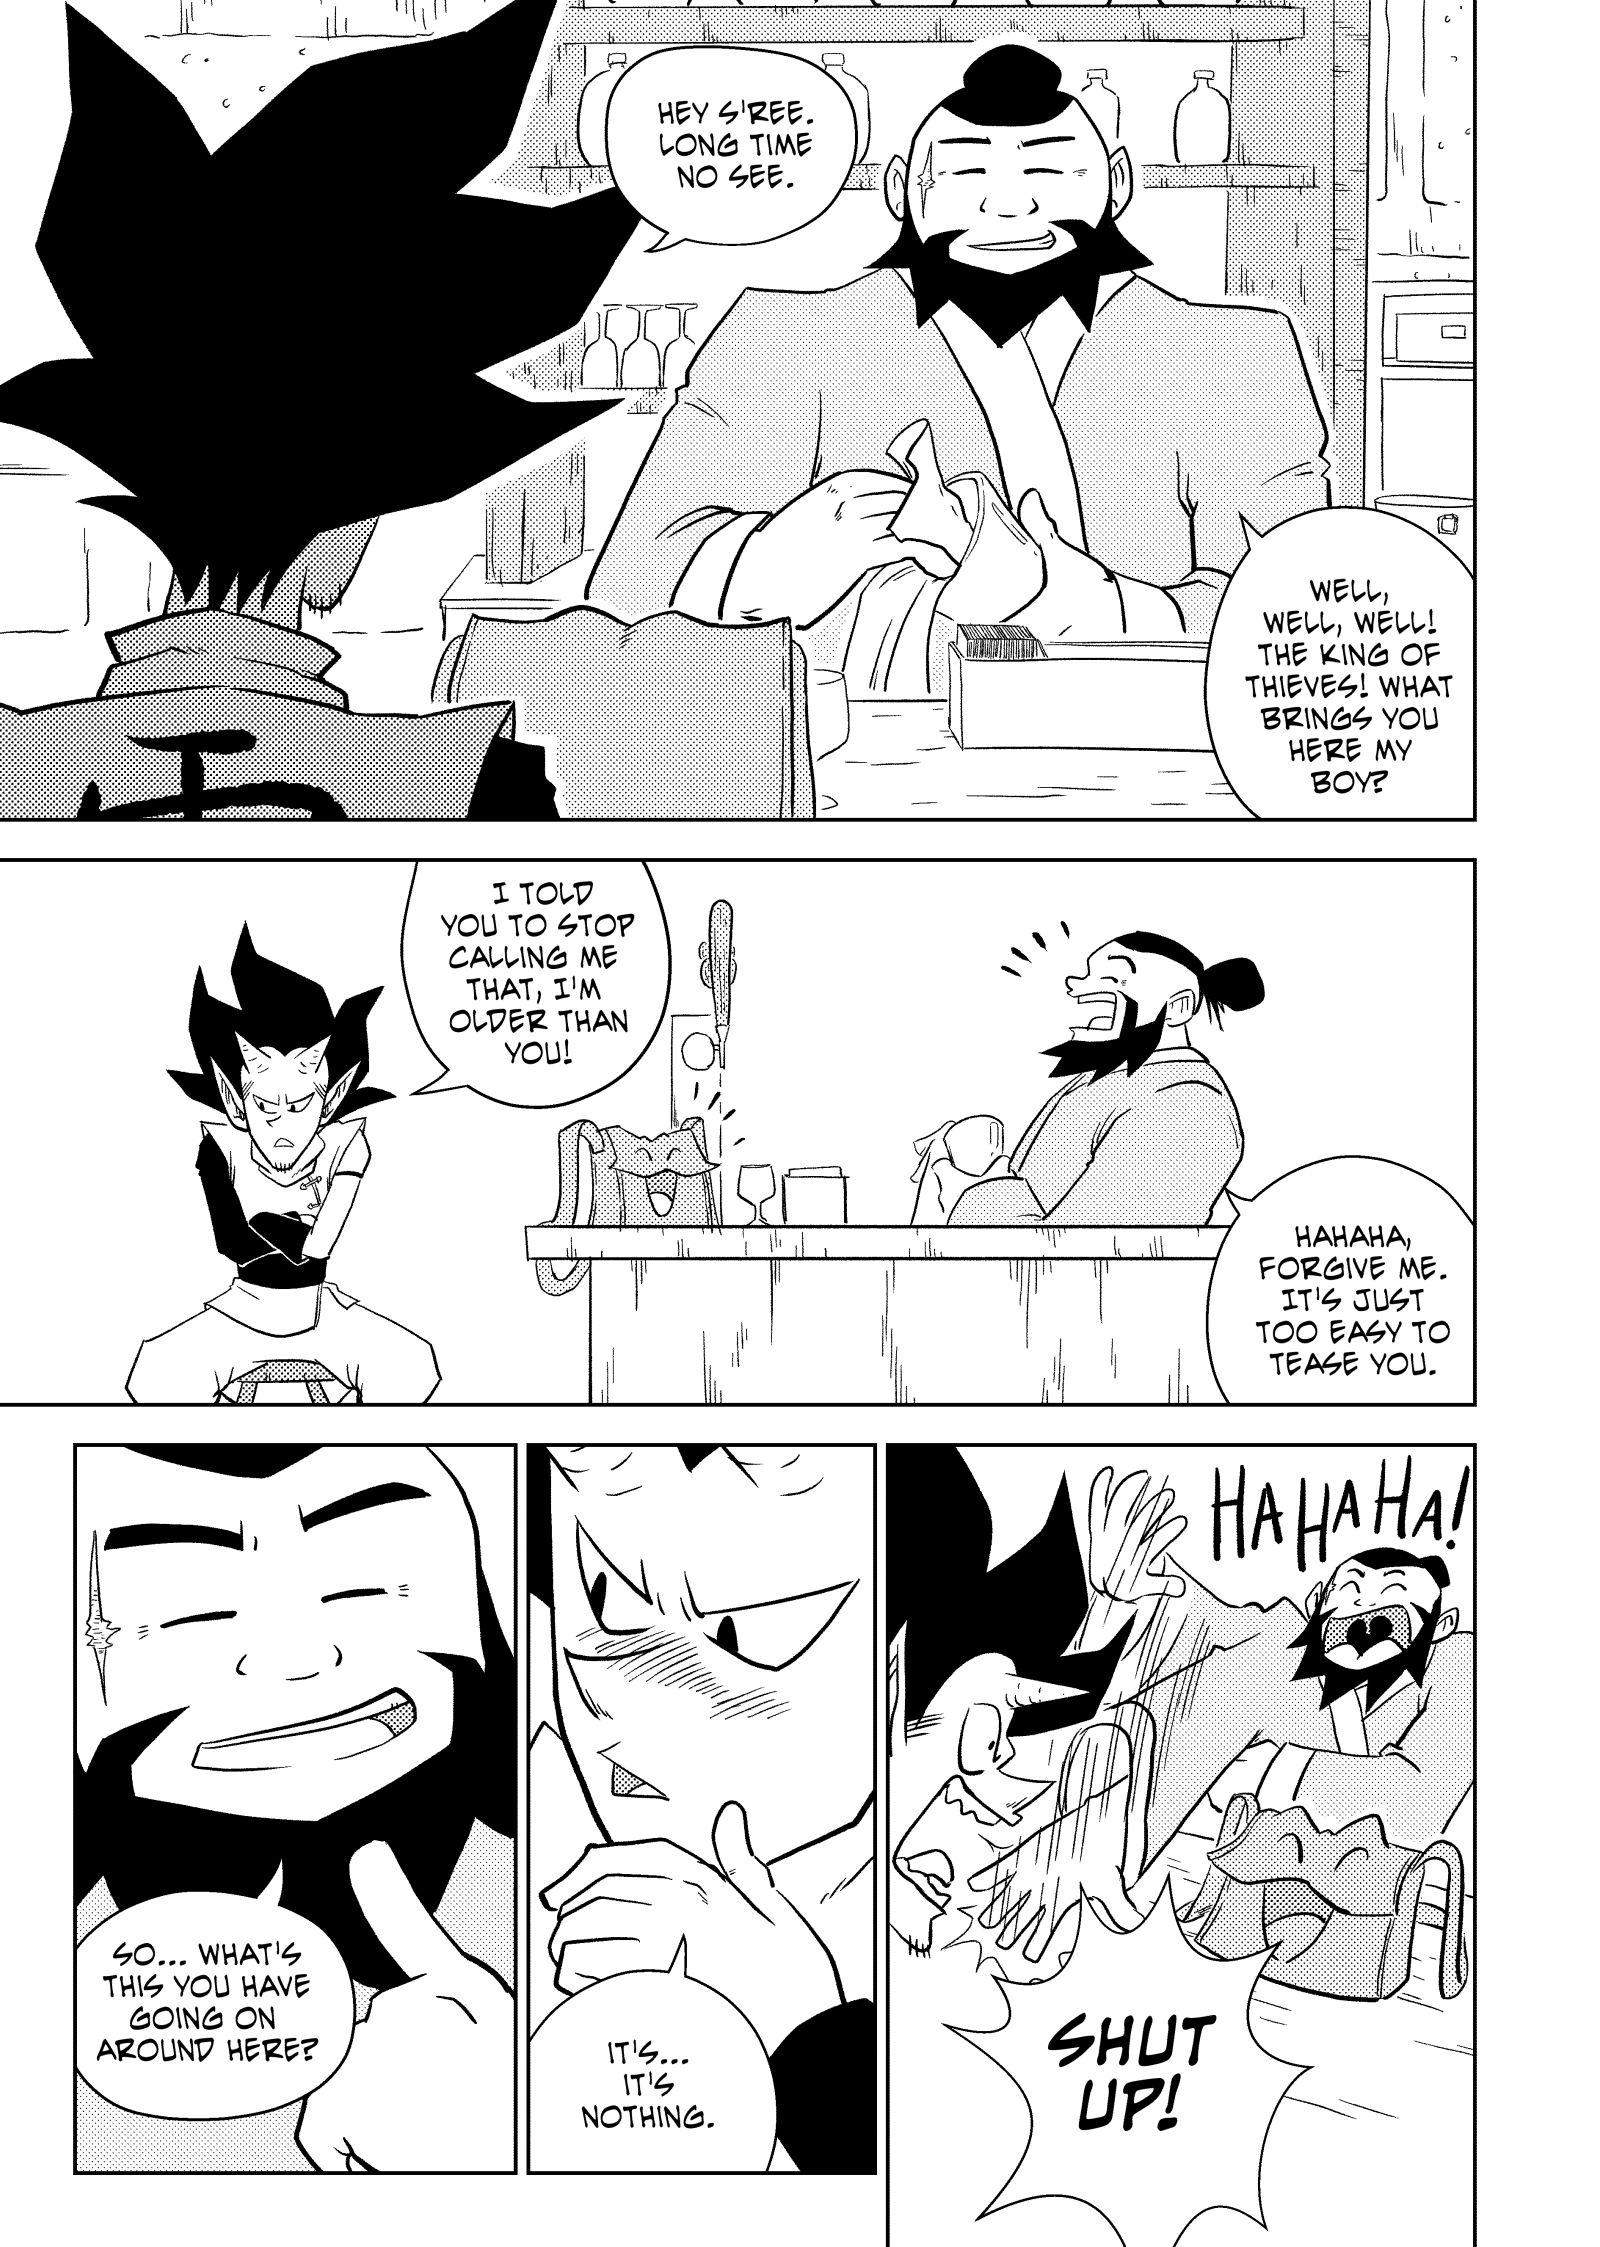 HEY S'REE.
LONG TIME
NO SEE.
WELL,
WELL, WELL!
THE KING OF
THIEVES! WHAT
BRINGS YOU
HERE MY
BOY?
I TOLD
YOU TO STOP
CALLING ME
THAT, I'M
OLDER THAN
YOU!
HAHAHA,
FORGIVE ME.
IT'S JUST
TOO EASY TO
TEASE YOU.
SO... WHAT'S
THIS YOU HAVE
GOING ON
AROUND HERE?
IT'S...
IT'S
NOTHING.
HAHAHA!
SHUT
UP!